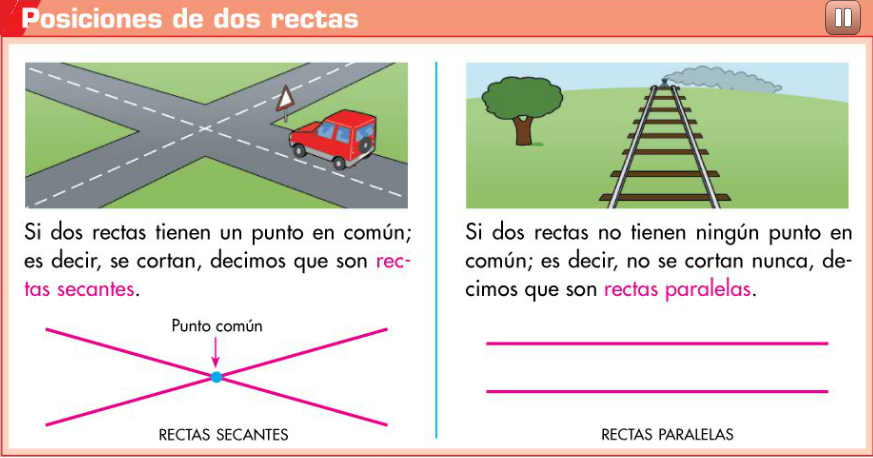 Posiciones de dos rectas
Si dos rectas tienen un punto en común;
es decir, se cortan, decimos que son rec-
tas secantes.
Punto común
RECTAS SECANTES
Si dos rectas no tienen ningún punto en
común; es decir, no se cortan nunca, de-
cimos que son rectas paralelas.
RECTAS PARALELAS